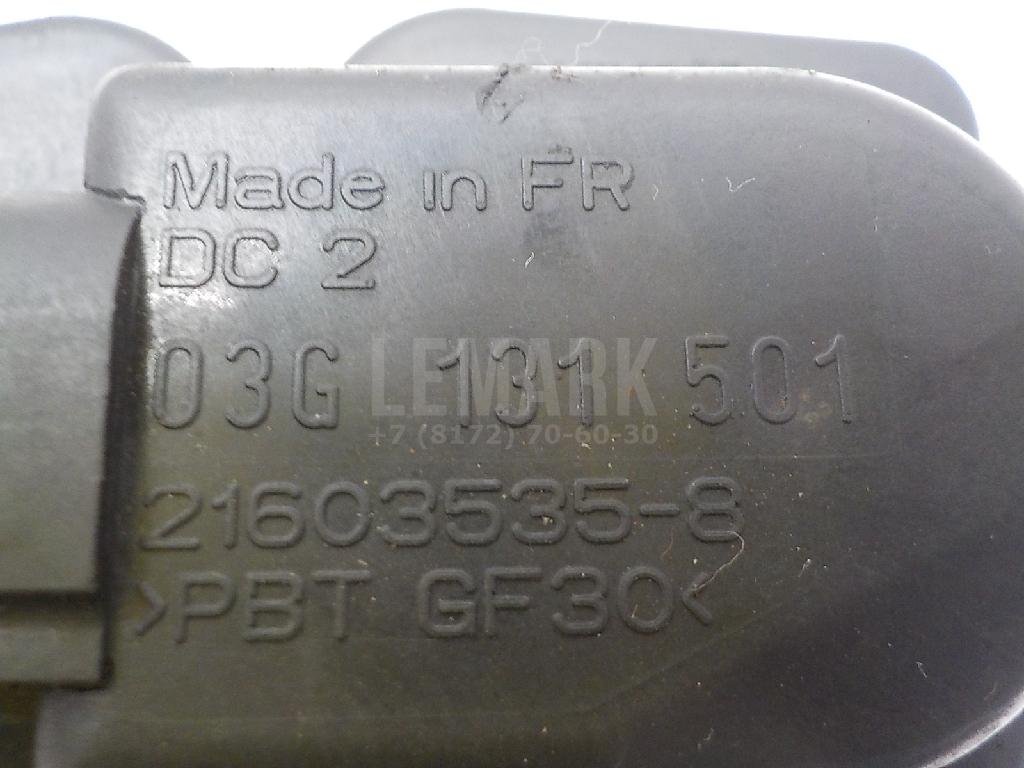 Made in FR
DC 2
03G 131 501
LEMARK
+7 (8172) 70-60-30
21603535-8
>PBT GF30<